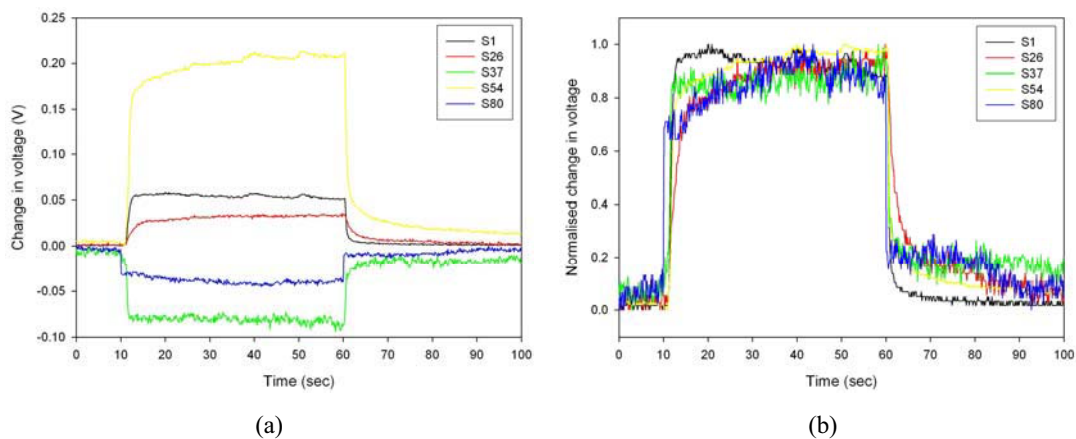 0.25
0.20
0.15
0.10
0.05
0.00
0.05
-0.10
Change in voltage (V)
0 10 20 30 40 50 60 70 80 90 100
Time (sec)
S1
S26
S37
S54
S80
(a)
1.0
0.8
0.6
0.4
0.2
0.0
Normalised change in voltage
0 10 20 30 40 50 60 70 80 90 100
Time (sec)
S1
S26
S37
S54
S80
(b)